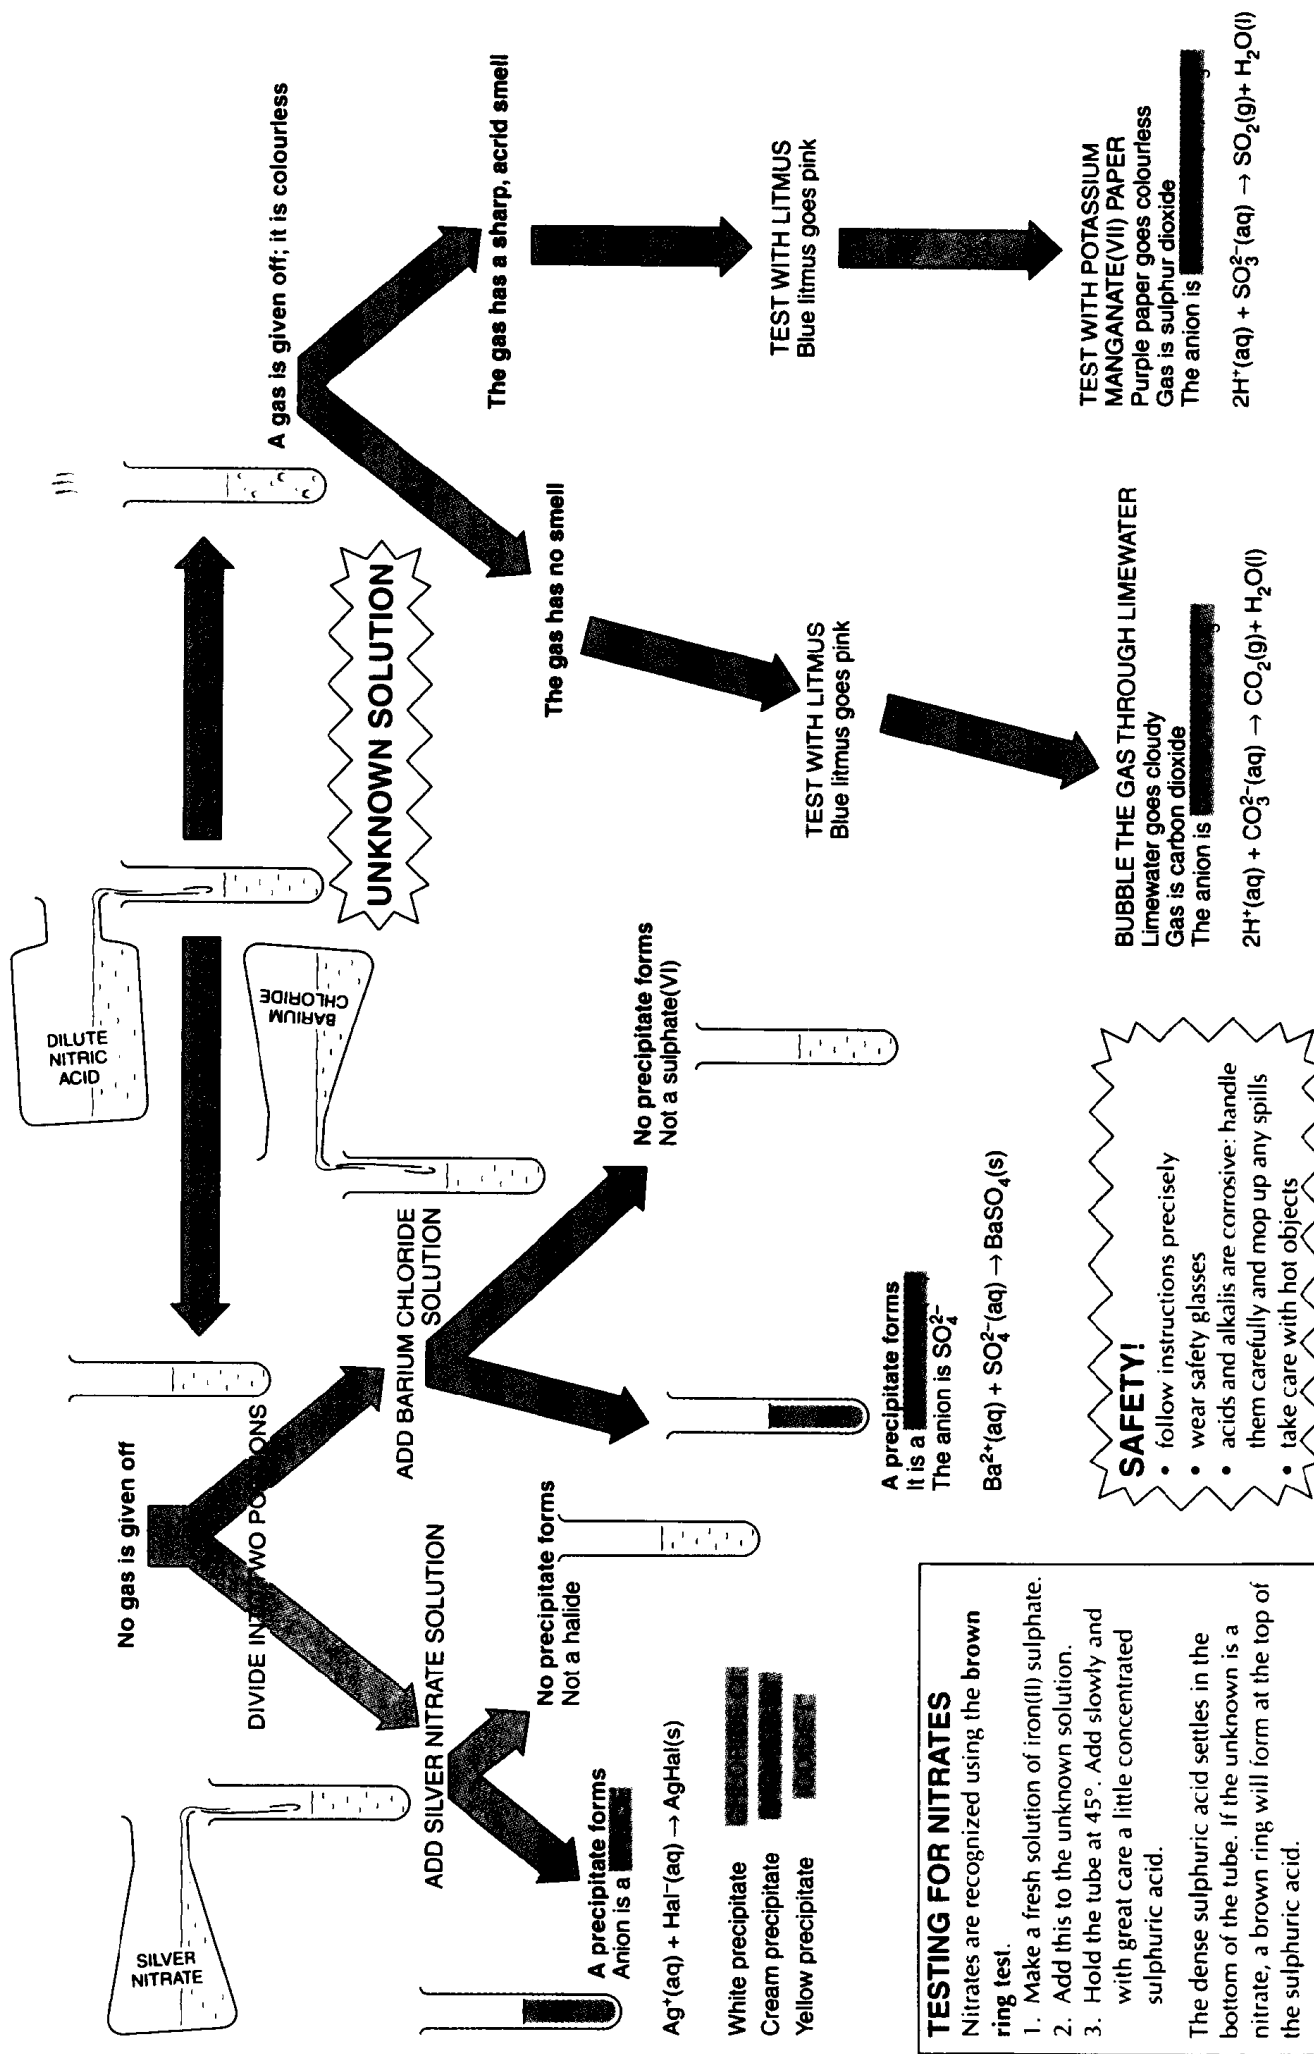 DILUTE
NITRIC
ACID
UNKNOWN SOLUTION
A gas is given off; it is colourless
The gas has a sharp, acrid smell
TEST WITH LITMUS
Blue litmus goes pink
TEST WITH POTASSIUM
MANGANATE(VII) PAPER
Purple paper goes colourless
Gas is sulphur dioxide
The anion is
2H⁺(aq) + SO₃²⁻(aq) → SO₂(g)+ H₂O(l)
The gas has no smell
TEST WITH LITMUS
Blue litmus goes pink
BUBBLE THE GAS THROUGH LIMEWATER
Limewater goes cloudy
Gas is carbon dioxide
The anion is
2H⁺(aq) + CO₃²⁻(aq) → CO₂(g)+ H₂O(l)
No gas is given off
DIVIDE INTO TWO PORTIONS
SILVER
NITRATE
ADD SILVER NITRATE SOLUTION
A precipitate forms
Anion is a
Ag⁺(aq) + Hal⁻(aq) → AgHal(s)
White precipitate
Cream precipitate
Yellow precipitate
No precipitate forms
Not a halide
BARIUM
CHLORIDE
ADD BARIUM CHLORIDE
SOLUTION
A precipitate forms
It is a
The anion is SO₄²⁻
Ba²⁺(aq) + SO₄²⁻(aq) → BaSO₄(s)
No precipitate forms
Not a sulphate(VI)
TESTING FOR NITRATES
Nitrates are recognized using the brown
ring test.
1. Make a fresh solution of iron(II) sulphate.
2. Add this to the unknown solution.
3. Hold the tube at 45°. Add slowly and
with great care a little concentrated
sulphuric acid.
The dense sulphuric acid settles in the
bottom of the tube. If the unknown is a
nitrate, a brown ring will form at the top of
the sulphuric acid.
SAFETY!
• follow instructions precisely
• wear safety glasses
• acids and alkalis are corrosive: handle
them carefully and mop up any spills
• take care with hot objects